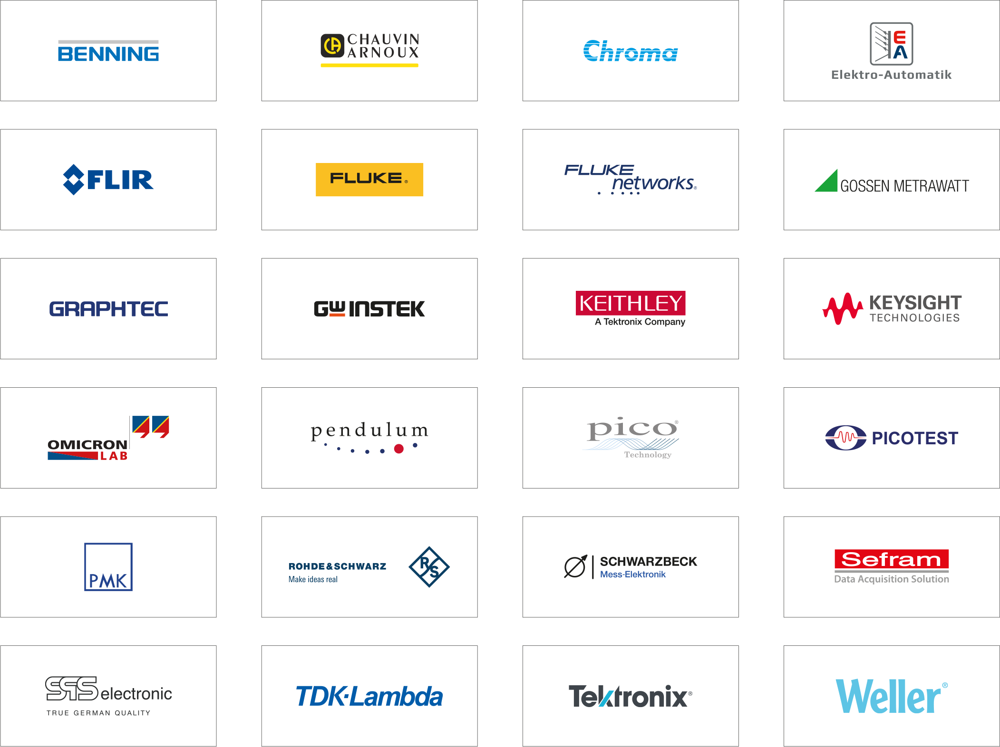 BENNING
CA CHAUVIN
ARNOUX
Chroma
EA
Elektro-Automatik
FLIR
FLUKE®
FLUKE
networks®
GOSSEN METRAWATT
GRAPHTEC
GW INSTEK
KEITHLEY
A Tektronix Company
KEYSIGHT
TECHNOLOGIES
OMICRON
LAB
pendulum
pico®
Technology
PICOTEST
PMK
ROHDE&SCHWARZ
Make ideas real
RS
SCHWARZBECK
Mess-Elektronik
Sefram
Data Acquisition Solution
SPS electronic
TRUE GERMAN QUALITY
TDK·Lambda
Tektronix®
Weller®